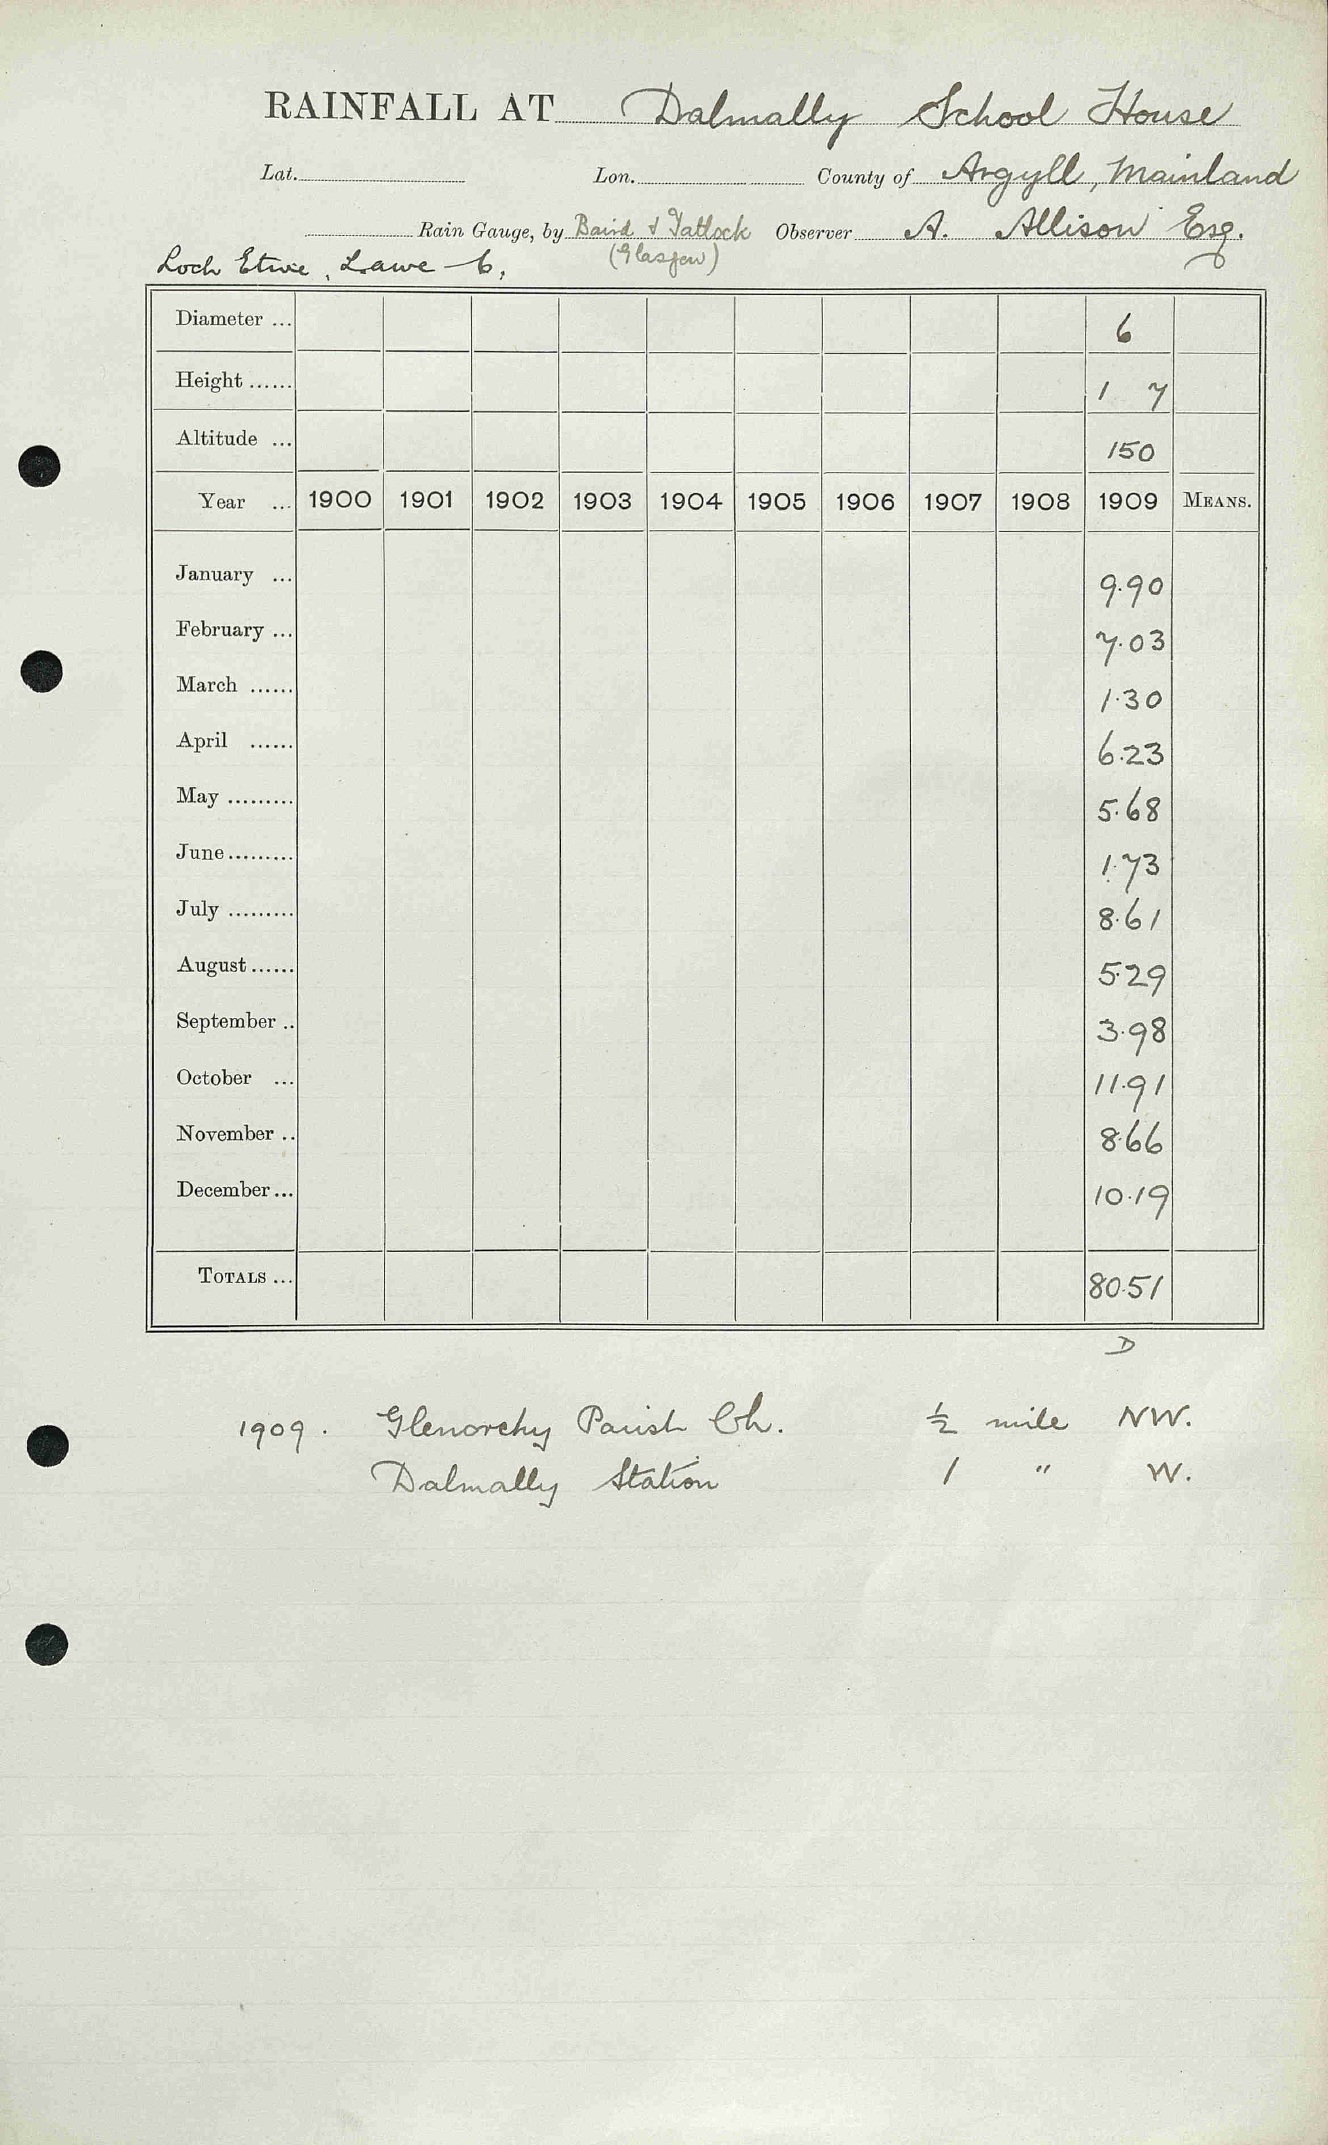 RAINFALL AT Dalmally School House
Lat. Lon. County of Argyll, Mainland
Rain Gauge, by Baird & Tatlock Observer A. Allison Esq.
(Glasgow)
Loch Etive, Lawe – 6,
Diameter ... 6
Height ...... 1 7
Altitude ... 150
Year ... 1900 1901 1902 1903 1904 1905 1906 1907 1908 1909 MEANS.
January ... 9.90
February ... 7.03
March ...... 1.30
April ...... 6.23
May ......... 5.68
June......... 1.73
July ......... 8.61
August...... 5.29
September .. 3.98
October ... 11.91
November .. 8.66
December... 10.19
TOTALS ... 80.51
D
1909. Glenorchy Parish Ch. ½ mile NW.
Dalmally Station 1 " W.